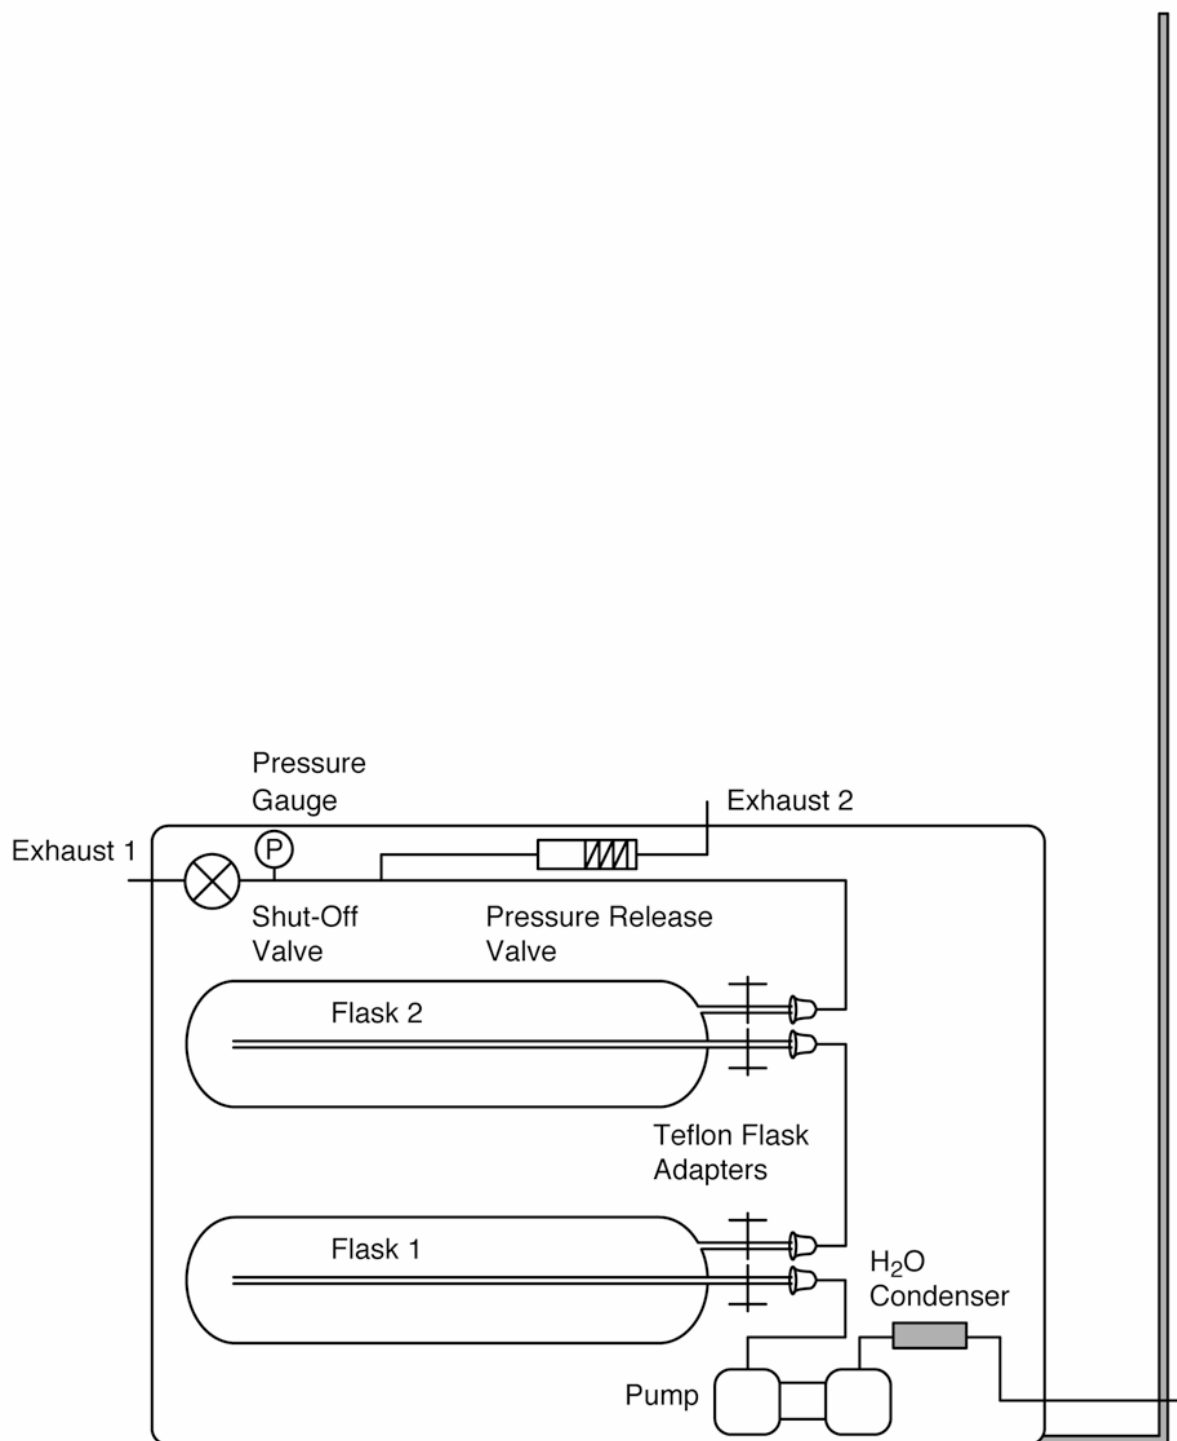 Pressure
Gauge
Exhaust 2
Exhaust 1
P
Shut-Off
Valve
Pressure Release
Valve
Flask 2
Teflon Flask
Adapters
Flask 1
H₂O
Condenser
Pump